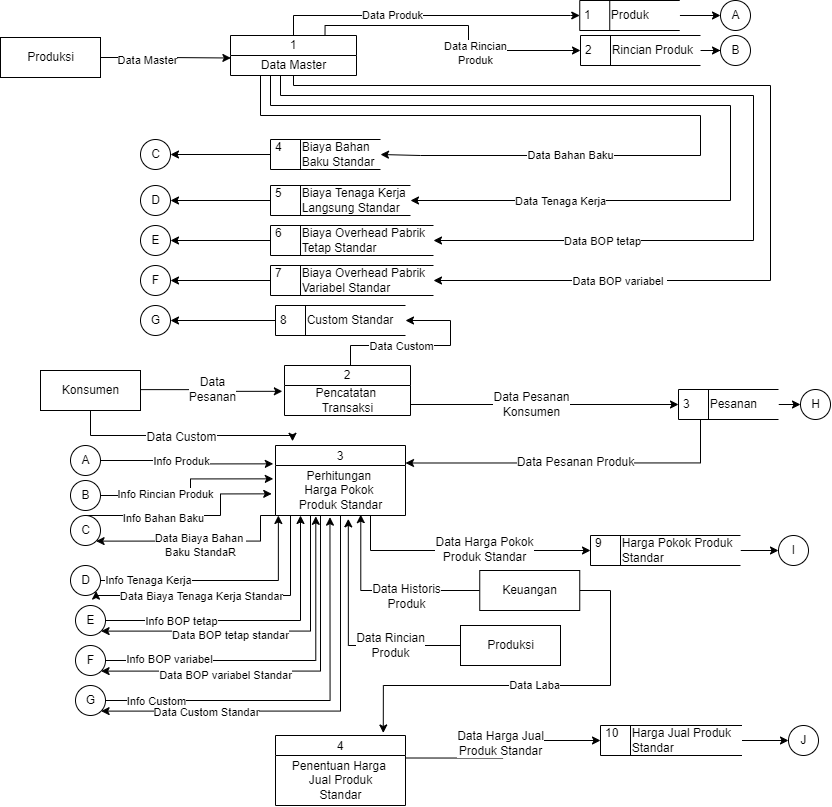 Data Produk
1 Produk
A
1
Produksi
Data Master
Data Master
Data Rincian
Produk
2 Rincian Produk
B
C
4 Biaya Bahan
Baku Standar
Data Bahan Baku
D
5 Biaya Tenaga Kerja
Langsung Standar
Data Tenaga Kerja
E
6 Biaya Overhead Pabrik
Tetap Standar
Data BOP tetap
F
7 Biaya Overhead Pabrik
Variabel Standar
Data BOP variabel
G
8 Custom Standar
Data Custom
Konsumen
Data
Pesanan
2
Pencatatan
Transaksi
Data Pesanan
Konsumen
3 Pesanan
H
Data Custom
3
Perhitungan
Harga Pokok
Produk Standar
Data Pesanan Produk
A
Info Produk
B
Info Rincian Produk
Info Bahan Baku
C
Data Biaya Bahan
Baku StandaR
Data Harga Pokok
Produk Standar
9 Harga Pokok Produk
Standar
I
D
Info Tenaga Kerja
Data Biaya Tenaga Kerja Standar
Data Historis
Produk
Keuangan
E
Info BOP tetap
Data BOP tetap standar
Data Rincian
Produk
Produksi
F
Info BOP variabel
Data BOP variabel Standar
Data Laba
G
Info Custom
Data Custom Standar
4
Penentuan Harga
Jual Produk
Standar
Data Harga Jual
Produk Standar
10 Harga Jual Produk
Standar
J